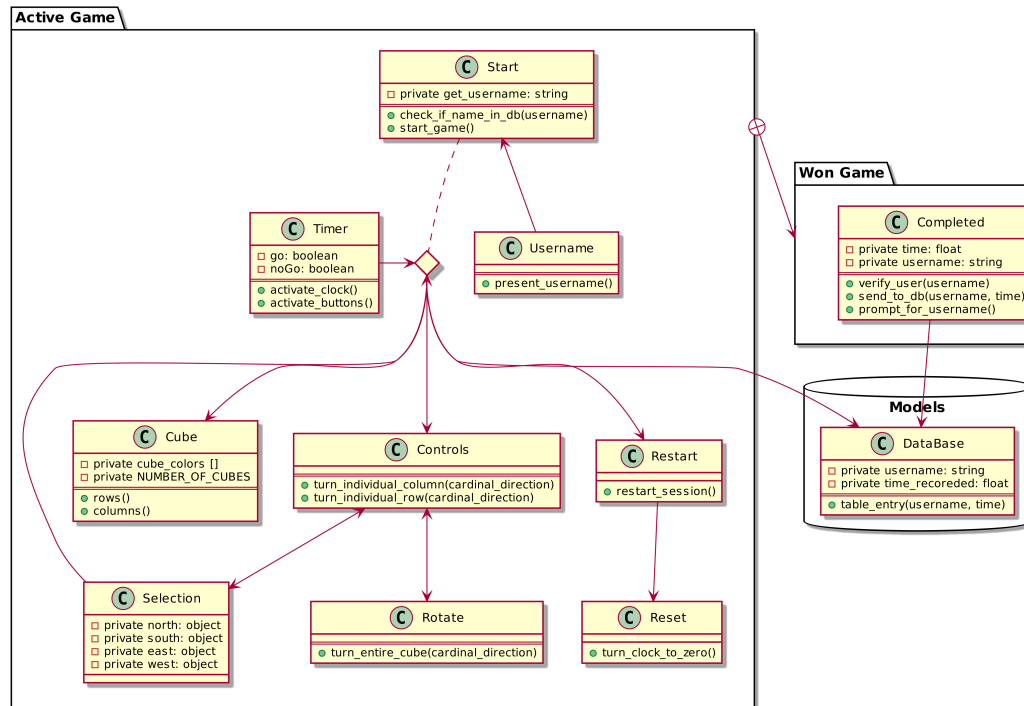 Active Game
C Start
private get_username: string
check_if_name_in_db(username)
start_game()
C Timer
go: boolean
noGo: boolean
activate_clock()
activate_buttons()
C Username
present_username()
Won Game
C Completed
private time: float
private username: string
verify_user(username)
send_to_db(username, time)
prompt_for_username()
C Cube
private cube_colors []
private NUMBER_OF_CUBES
rows()
columns()
C Controls
turn_individual_column(cardinal_direction)
turn_individual_row(cardinal_direction)
C Restart
restart_session()
Models
C DataBase
private username: string
private time_recoreded: float
table_entry(username, time)
C Selection
private north: object
private south: object
private east: object
private west: object
C Rotate
turn_entire_cube(cardinal_direction)
C Reset
turn_clock_to_zero()